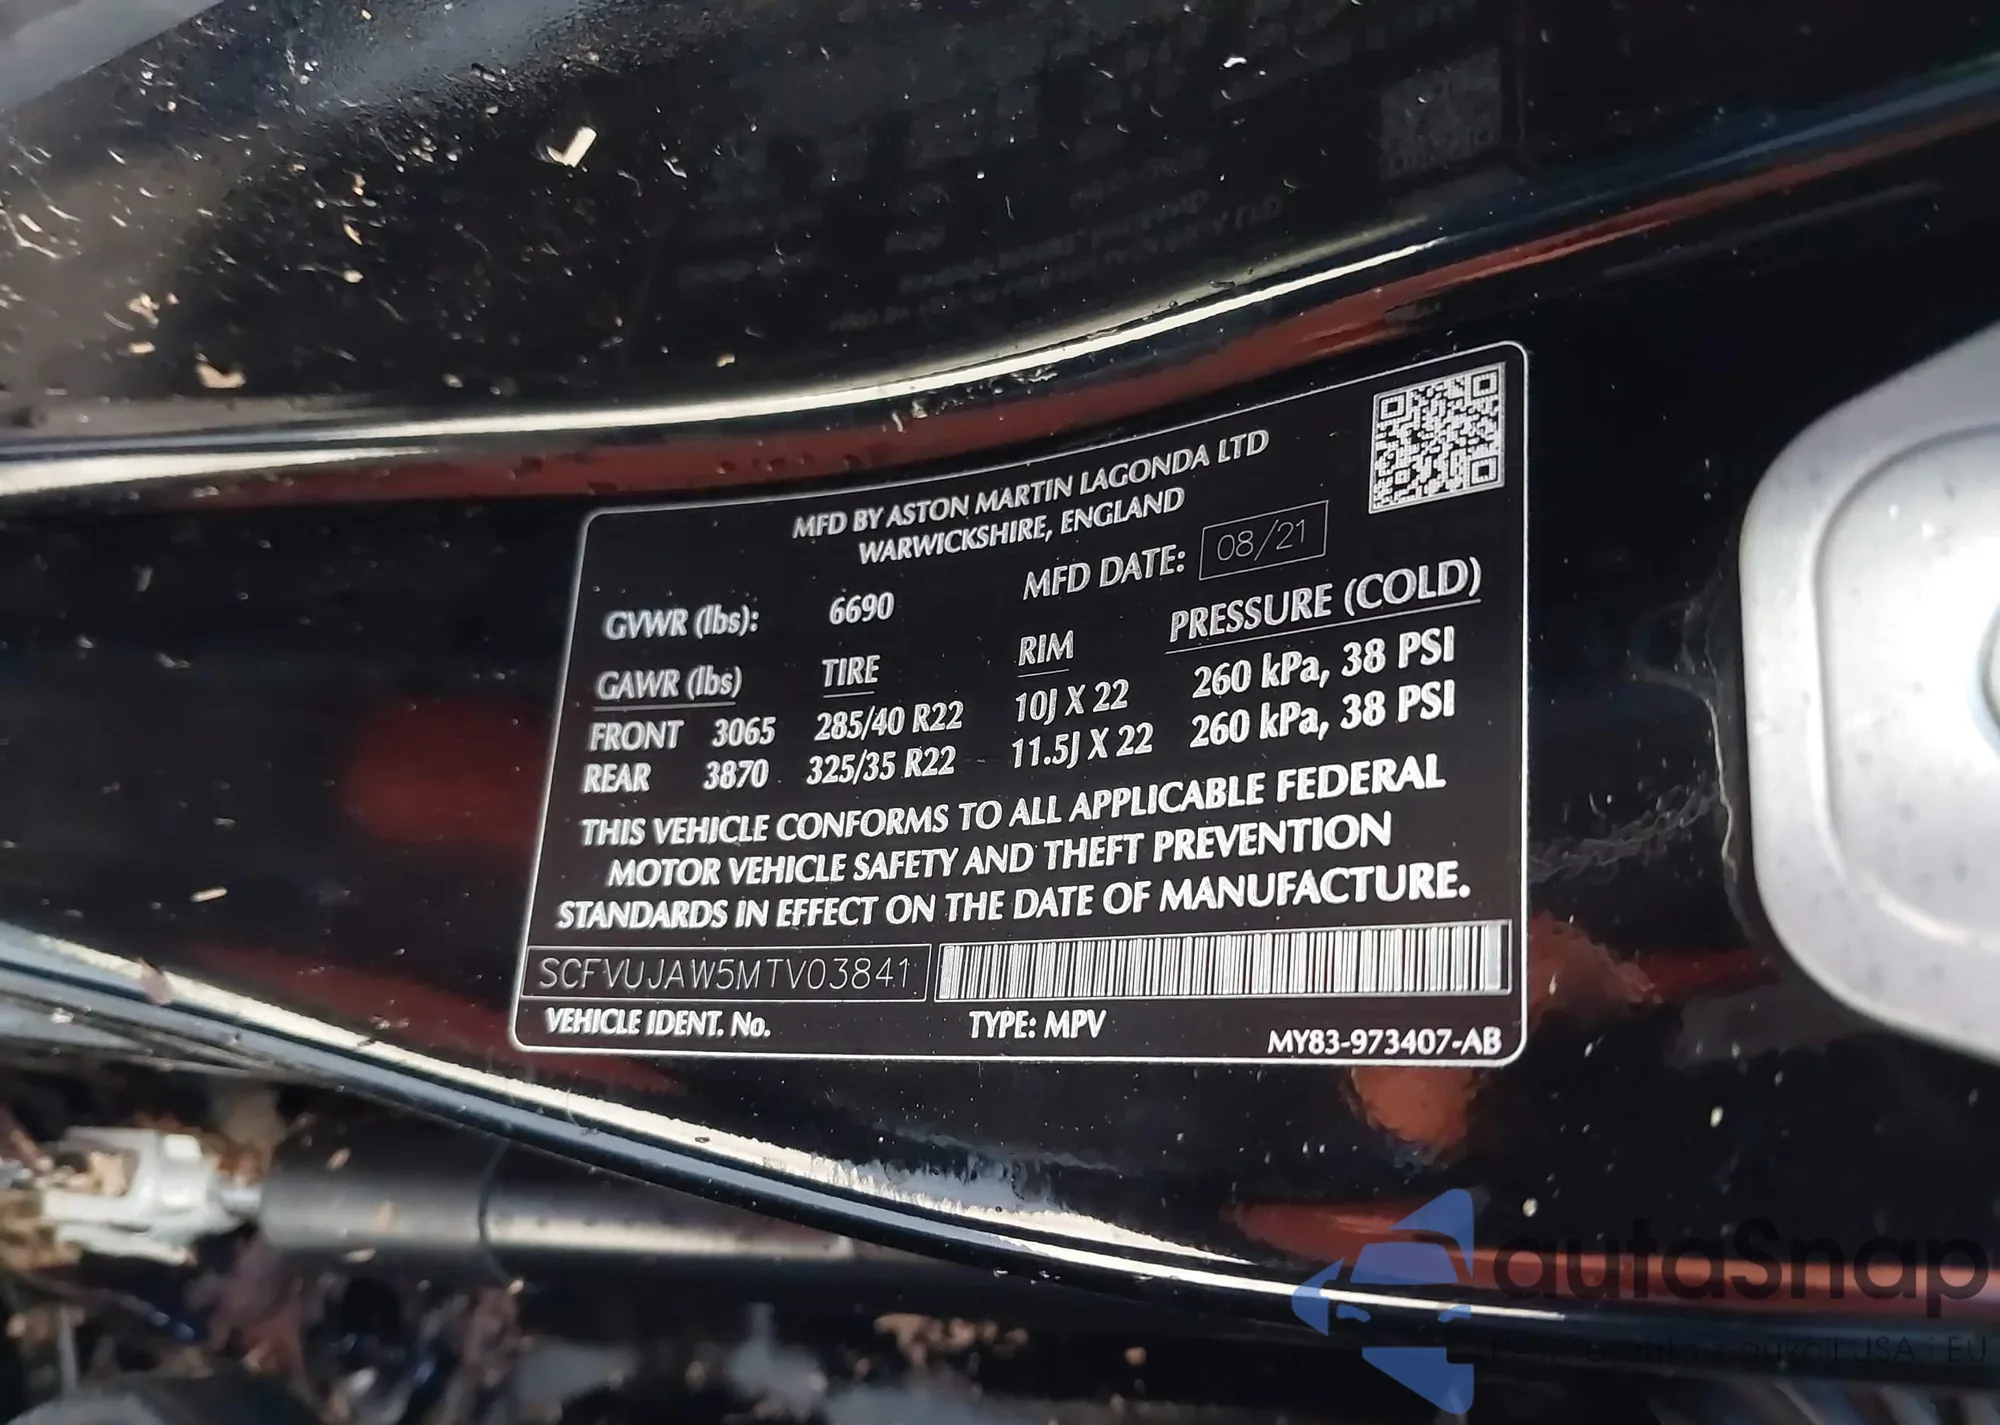 MFD BY ASTON MARTIN LAGONDA LTD
WARWICKSHIRE, ENGLAND
MFD DATE: 08/21
GVWR (lbs): 6690
GAWR (lbs) TIRE RIM PRESSURE (COLD)
FRONT 3065 285/40 R22 10J X 22 260 kPa, 38 PSI
REAR 3870 325/35 R22 11.5J X 22 260 kPa, 38 PSI
THIS VEHICLE CONFORMS TO ALL APPLICABLE FEDERAL
MOTOR VEHICLE SAFETY AND THEFT PREVENTION
STANDARDS IN EFFECT ON THE DATE OF MANUFACTURE.
SCFVUJAW5MTV03841
VEHICLE IDENT. No. TYPE: MPV MY83-973407-AB
autaSnap
USA i EU